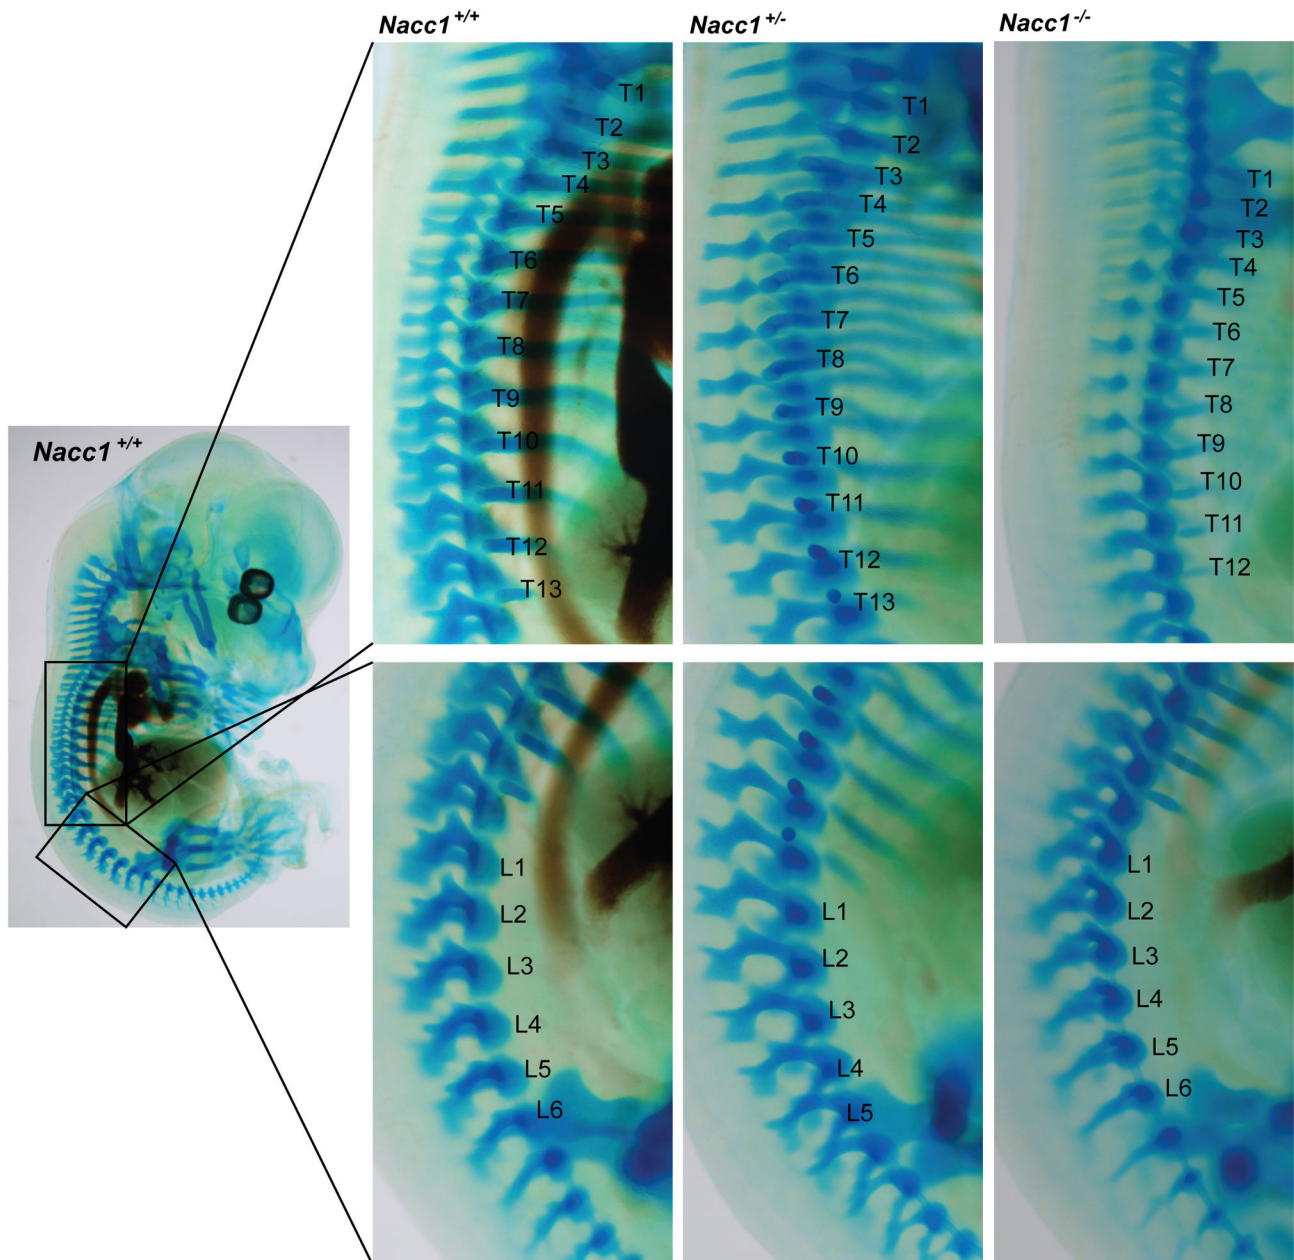 Nacc1 +/+
Nacc1 +/-
Nacc1 -/-
T1
T2
T3
T4
T5
T6
T7
T8
T9
T10
T11
T12
T13
T1
T2
T3
T4
T5
T6
T7
T8
T9
T10
T11
T12
T13
T1
T2
T3
T4
T5
T6
T7
T8
T9
T10
T11
T12
Nacc1 +/+
L1
L2
L3
L4
L5
L6
L1
L2
L3
L4
L5
L1
L2
L3
L4
L5
L6